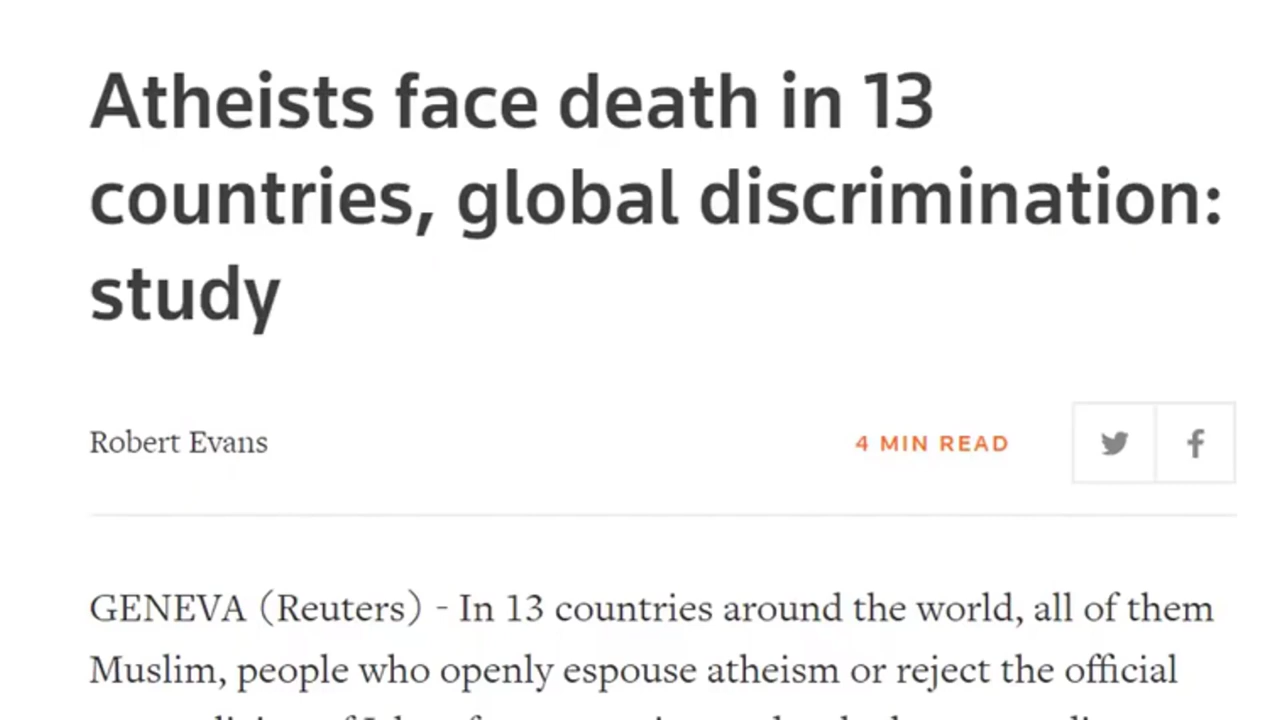 Atheists face death in 13
countries, global discrimination:
study
Robert Evans
4 MIN READ
GENEVA (Reuters) - In 13 countries around the world, all of them
Muslim, people who openly espouse atheism or reject the official